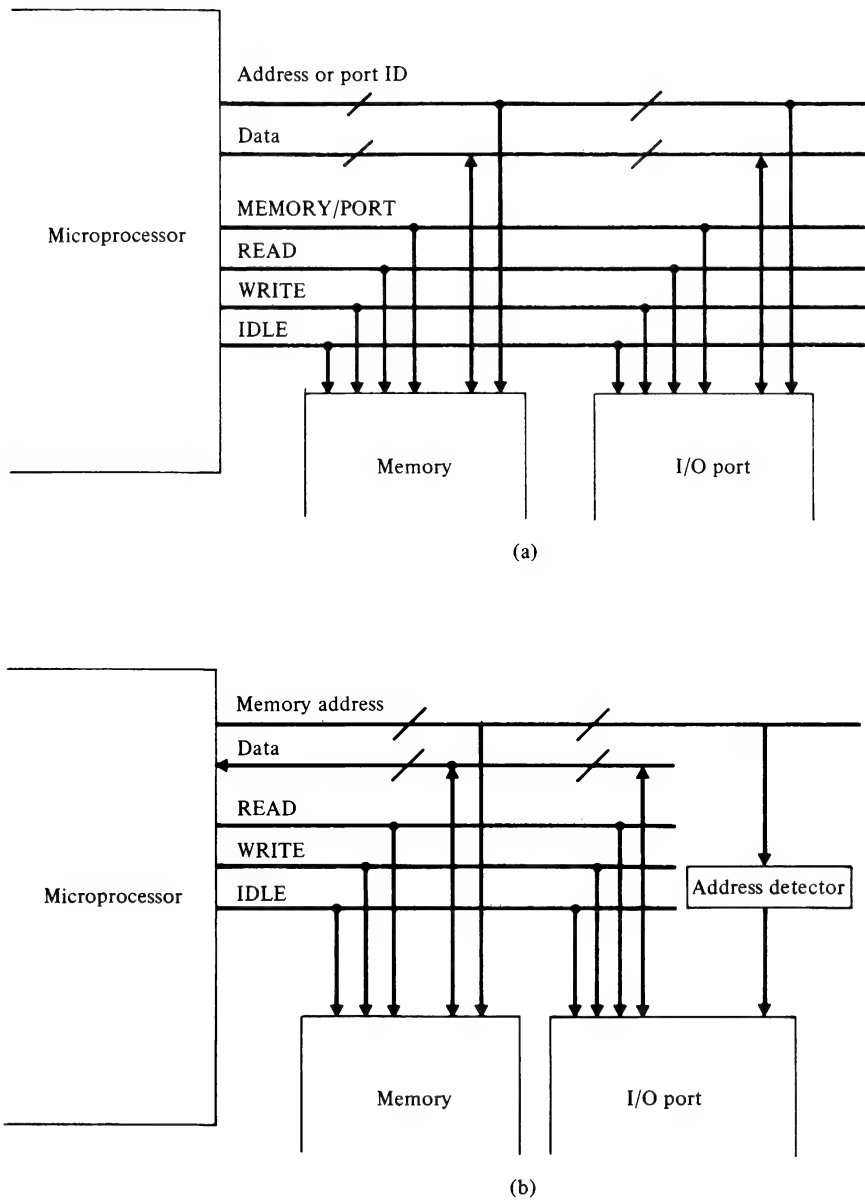 Address or port ID
Data
MEMORY/PORT
Microprocessor
READ
WRITE
IDLE
Memory
I/O port
(a)
Memory address
Data
READ
WRITE
Microprocessor
IDLE
Address detector
Memory
I/O port
(b)